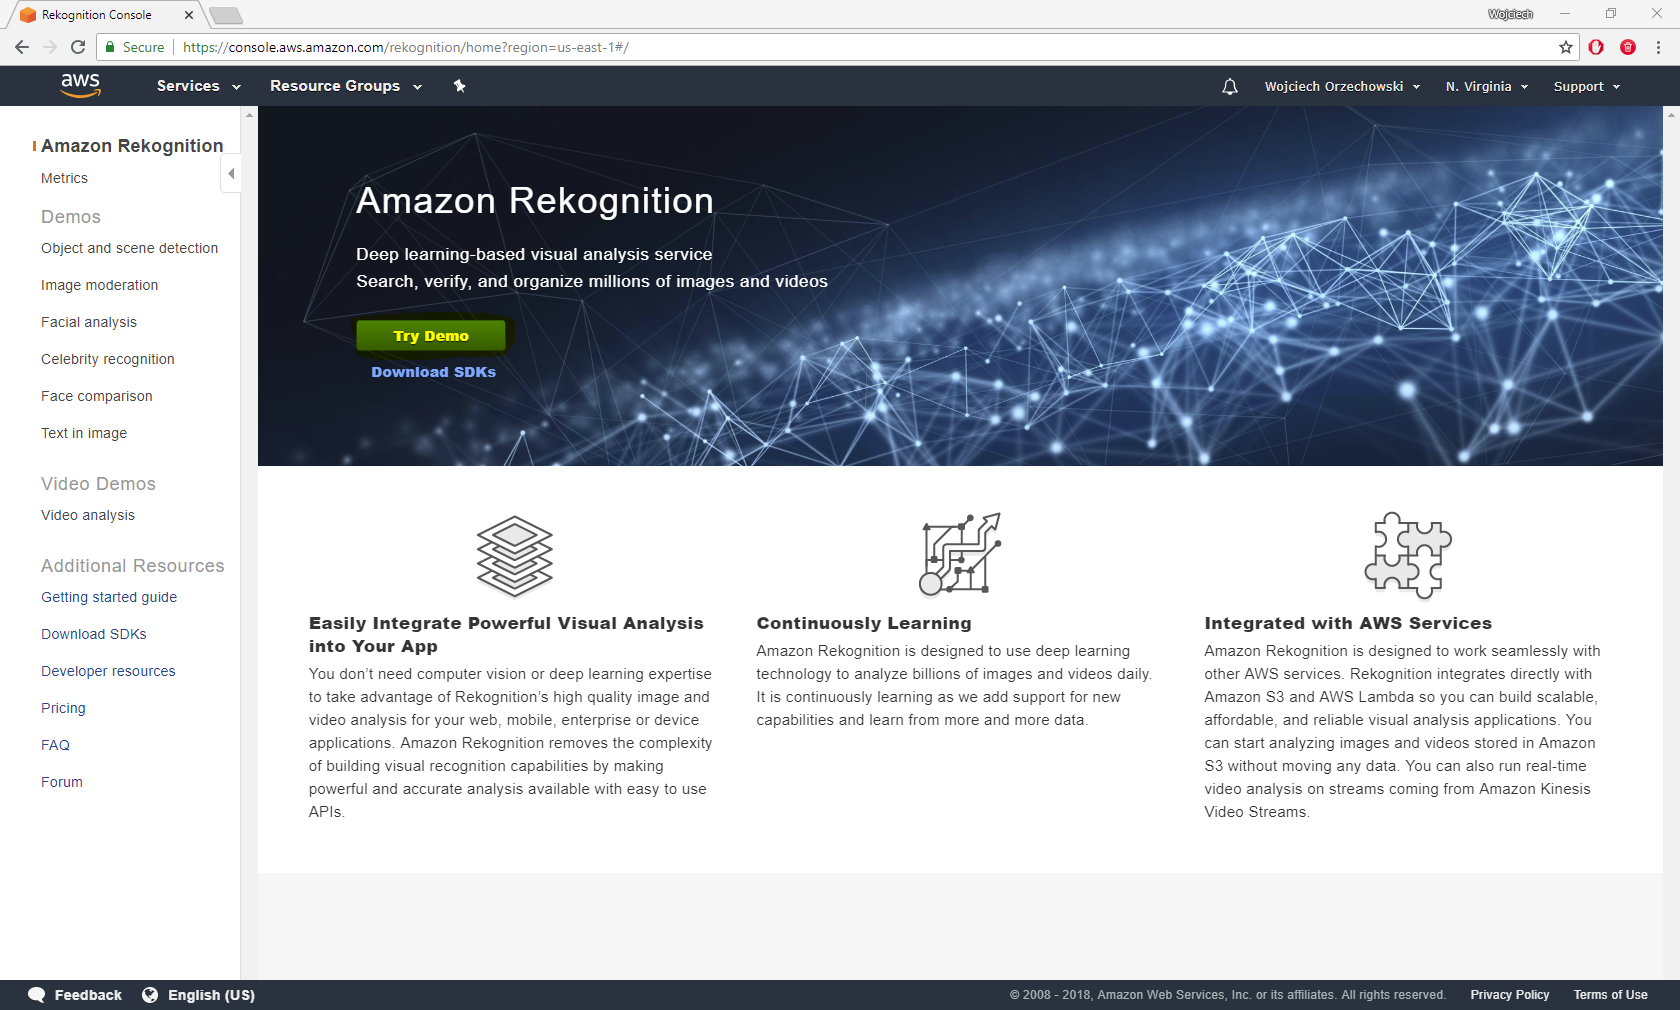 Rekognition Console
Wojciech
Secure
https://console.aws.amazon.com/rekognition/home?region=us-east-1#/
aws
Services
Resource Groups
Wojciech Orzechowski
N. Virginia
Support
Amazon Rekognition
Metrics
Demos
Object and scene detection
Image moderation
Facial analysis
Celebrity recognition
Face comparison
Text in image
Video Demos
Video analysis
Additional Resources
Getting started guide
Download SDKs
Developer resources
Pricing
FAQ
Forum
Amazon Rekognition
Deep learning-based visual analysis service
Search, verify, and organize millions of images and videos
Try Demo
Download SDKs
Easily Integrate Powerful Visual Analysis
into Your App
You don’t need computer vision or deep learning expertise
to take advantage of Rekognition’s high quality image and
video analysis for your web, mobile, enterprise or device
applications. Amazon Rekognition removes the complexity
of building visual recognition capabilities by making
powerful and accurate analysis available with easy to use
APIs.
Continuously Learning
Amazon Rekognition is designed to use deep learning
technology to analyze billions of images and videos daily.
It is continuously learning as we add support for new
capabilities and learn from more and more data.
Integrated with AWS Services
Amazon Rekognition is designed to work seamlessly with
other AWS services. Rekognition integrates directly with
Amazon S3 and AWS Lambda so you can build scalable,
affordable, and reliable visual analysis applications. You
can start analyzing images and videos stored in Amazon
S3 without moving any data. You can also run real-time
video analysis on streams coming from Amazon Kinesis
Video Streams.
Feedback
English (US)
© 2008 - 2018, Amazon Web Services, Inc. or its affiliates. All rights reserved.
Privacy Policy
Terms of Use